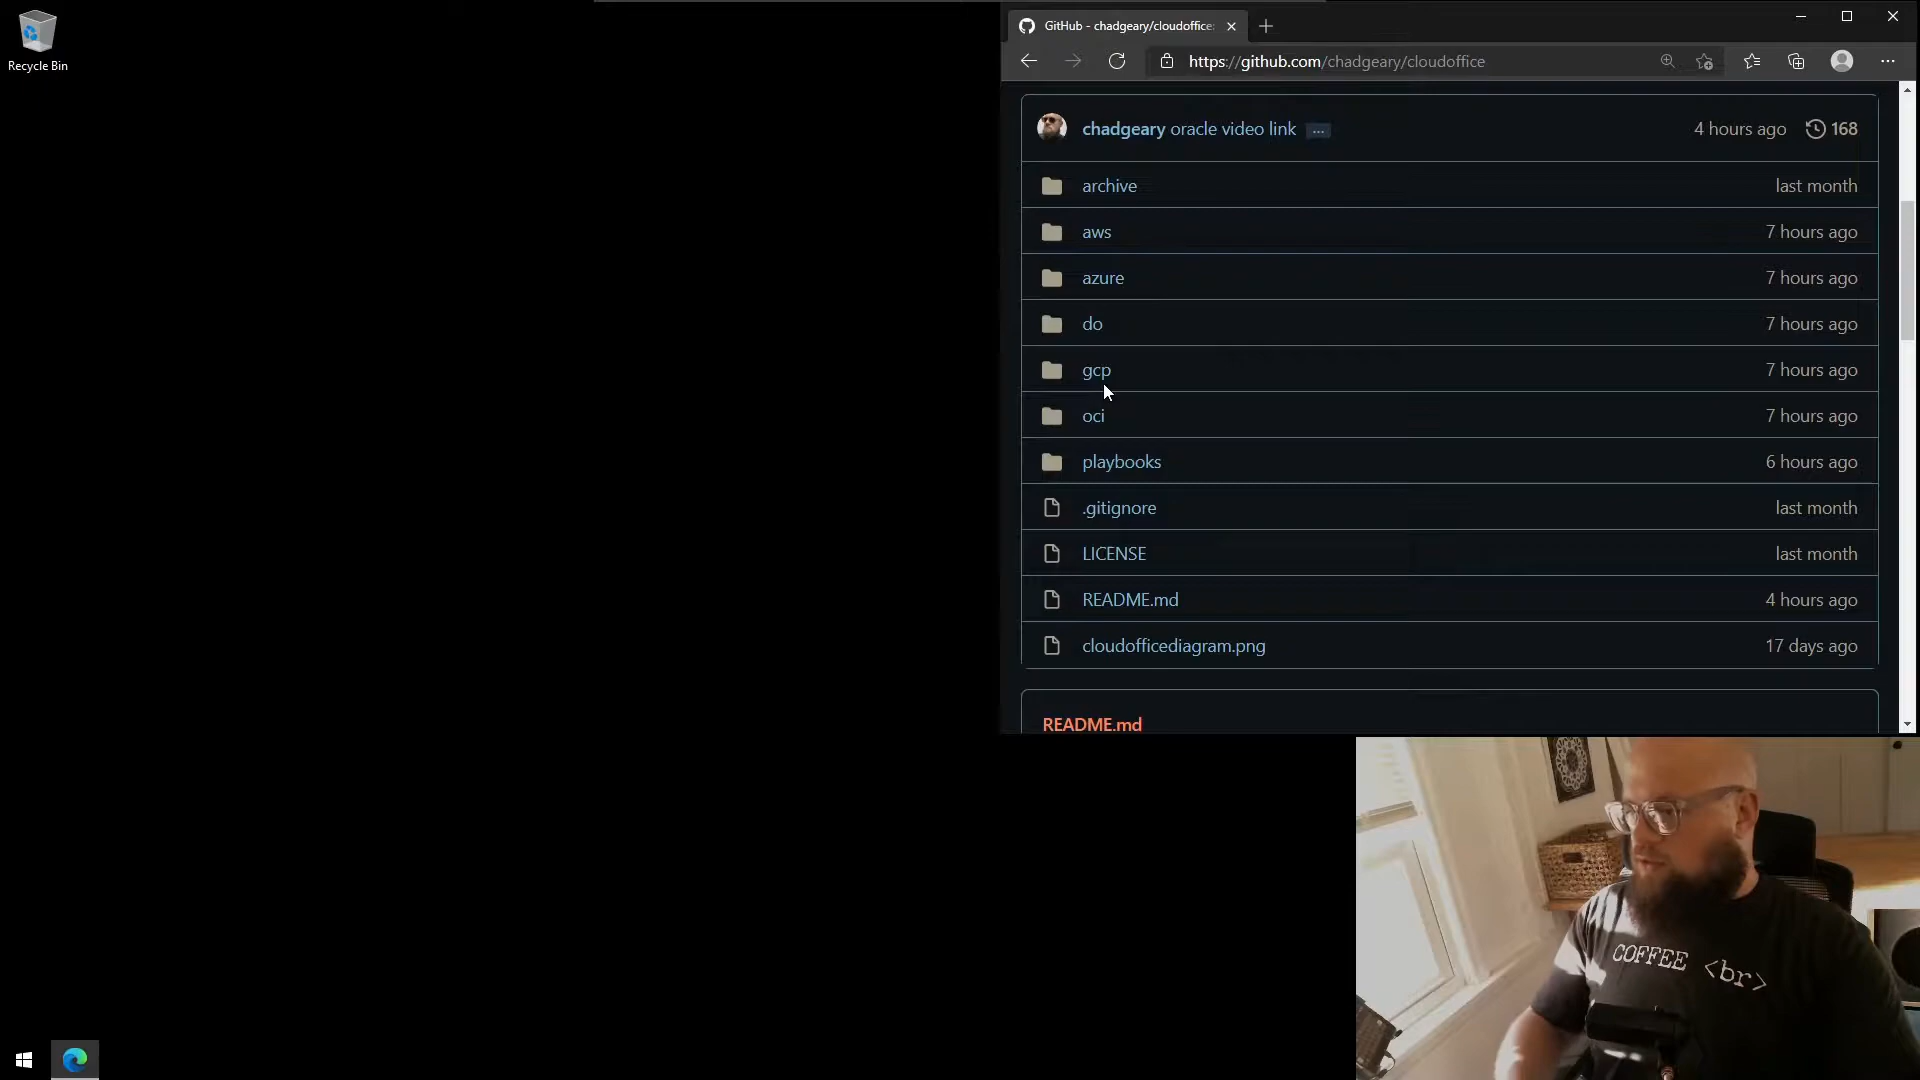 Recycle Bin
GitHub - chadgeary/cloudoffice:
https://github.com/chadgeary/cloudoffice
chadgeary oracle video link ... 4 hours ago 168
archive last month
aws 7 hours ago
azure 7 hours ago
do 7 hours ago
gcp 7 hours ago
oci 7 hours ago
playbooks 6 hours ago
.gitignore last month
LICENSE last month
README.md 4 hours ago
cloudofficediagram.png 17 days ago
README.md
COFFEE <br>